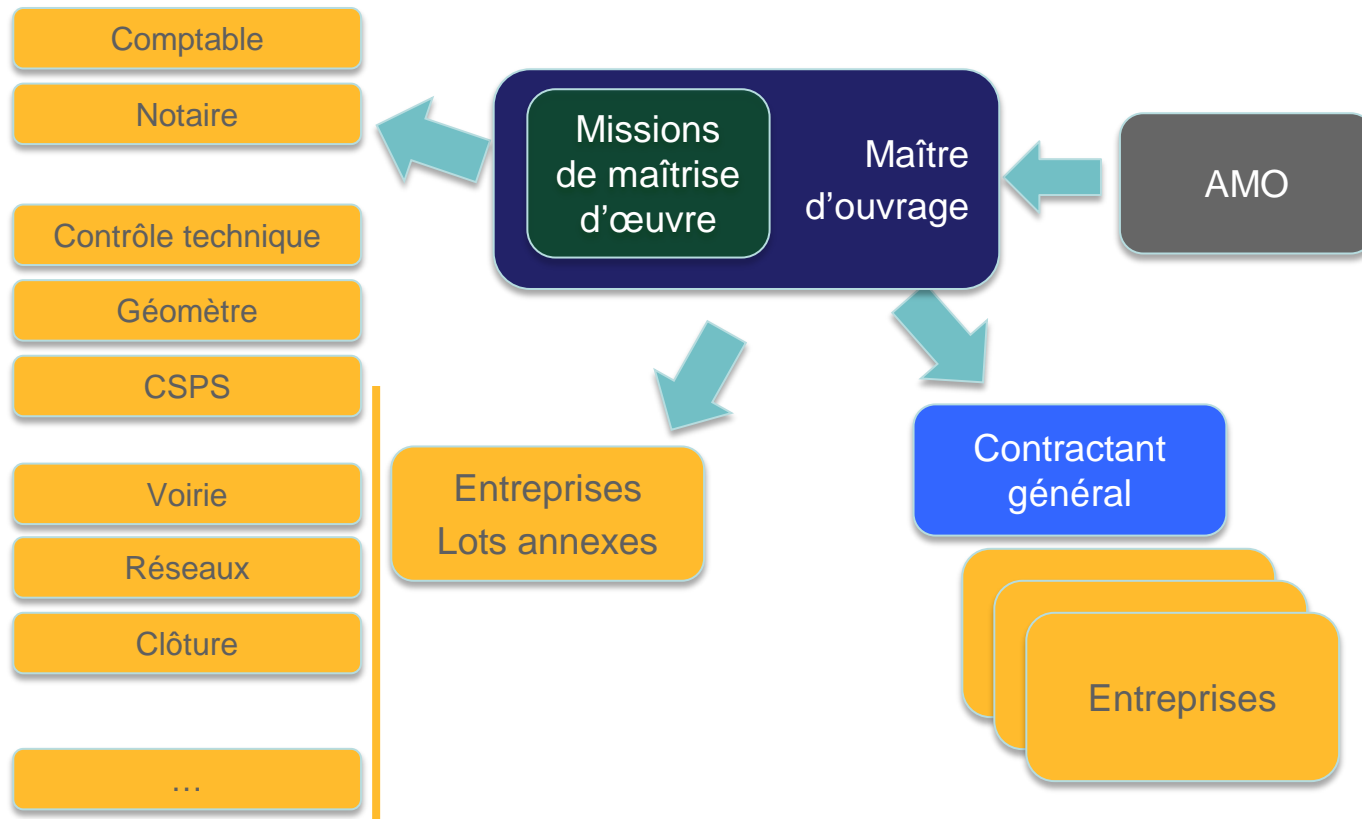 Comptable
Notaire
Contrôle technique
Géomètre
CSPS
Voirie
Réseaux
Clôture
…
Missions
de maîtrise
d’œuvre
Maître
d’ouvrage
AMO
Entreprises
Lots annexes
Contractant
général
Entreprises